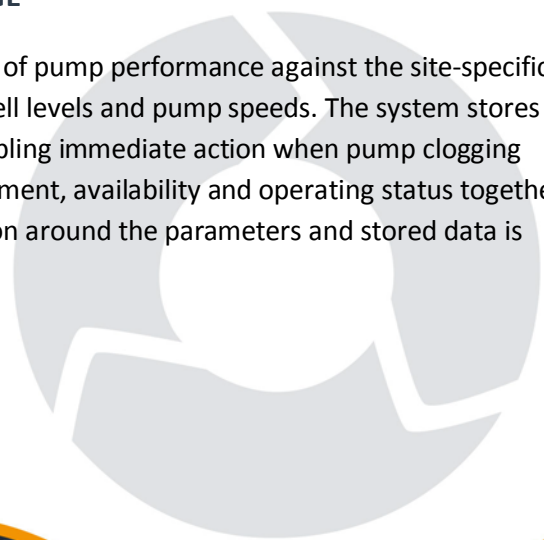 of pump performance against the site-specific
ell levels and pump speeds. The system stores
bling immediate action when pump clogging
ment, availability and operating status togethe
on around the parameters and stored data is